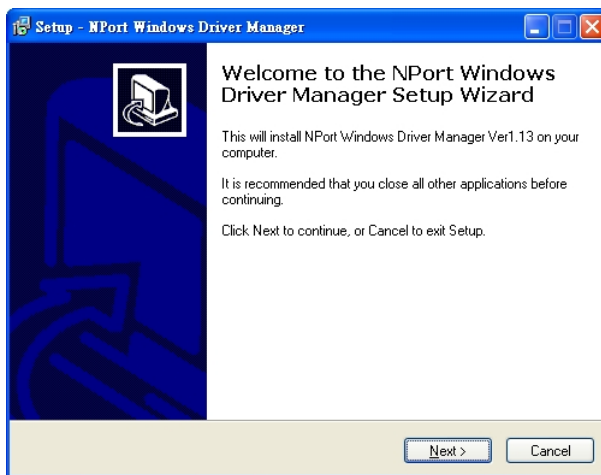 Setup - NPort Windows Driver Manager
Welcome to the NPort Windows
Driver Manager Setup Wizard
This will install NPort Windows Driver Manager Ver1.13 on your
computer.
It is recommended that you close all other applications before
continuing.
Click Next to continue, or Cancel to exit Setup.
Next >
Cancel